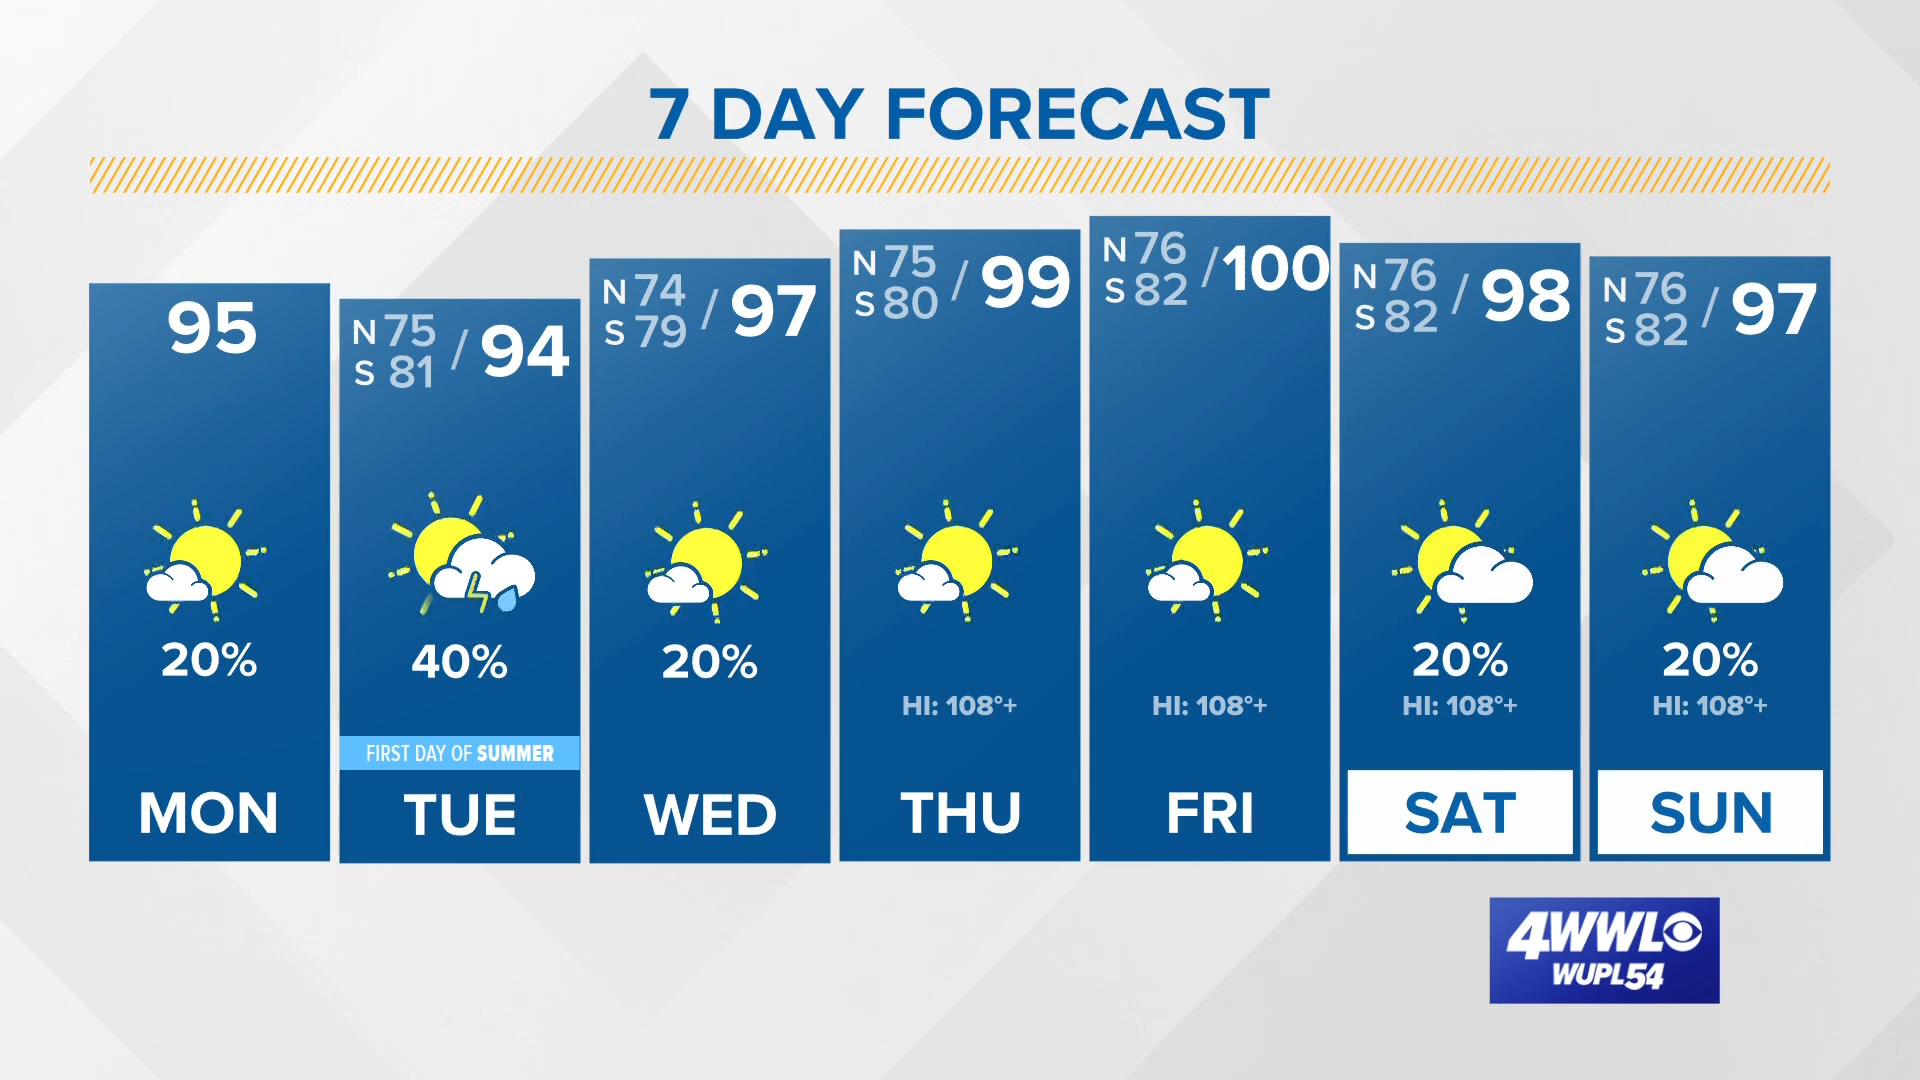 7 DAY FORECAST
95
20%
MON
N 75
S 81
/ 94
40%
FIRST DAY OF SUMMER
TUE
N 74
S 79
/ 97
20%
WED
N 75
S 80
/ 99
HI: 108°+
THU
N 76
S 82
/100
HI: 108°+
FRI
N 76
S 82
/ 98
20%
HI: 108°+
SAT
N 76
S 82
/ 97
20%
HI: 108°+
SUN
4WWL
WUPL54